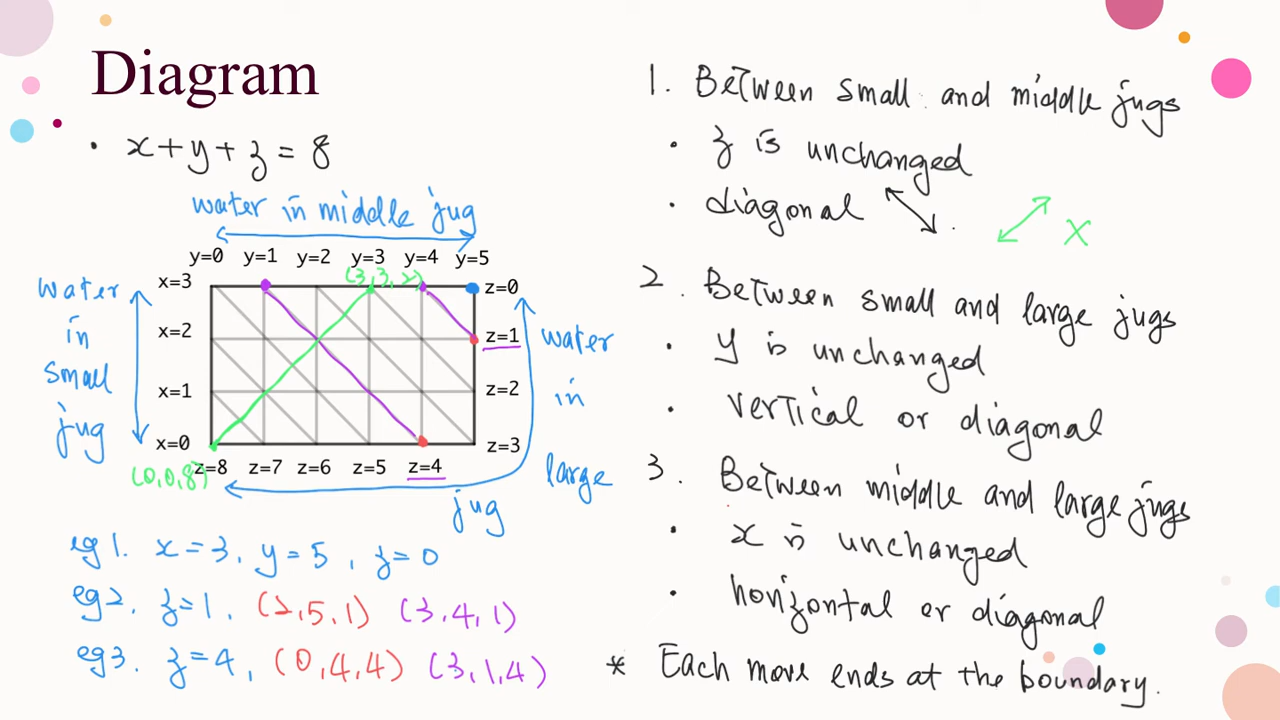 Diagram
• x+y+z = 8
water in middle jug
y=0 y=1 y=2 y=3 y=4 y=5
(3,3,2)
x=3 z=0
x=2 z=1
x=1 z=2
x=0 z=3
(0,0,8) z=8 z=7 z=6 z=5 z=4
water
in
small
jug
water
in
large
jug
eg 1. x=3, y=5, z=0
eg2. z=1. (2,5,1) (3,4,1)
eg3. z=4, (0,4,4) (3,1,4)
1. Between small and middle jugs
• z is unchanged
• diagonal X
2. Between small and large jugs
• y is unchanged
• vertical or diagonal
3. Between middle and large jugs
• x is unchanged
• horizontal or diagonal
* Each move ends at the boundary.